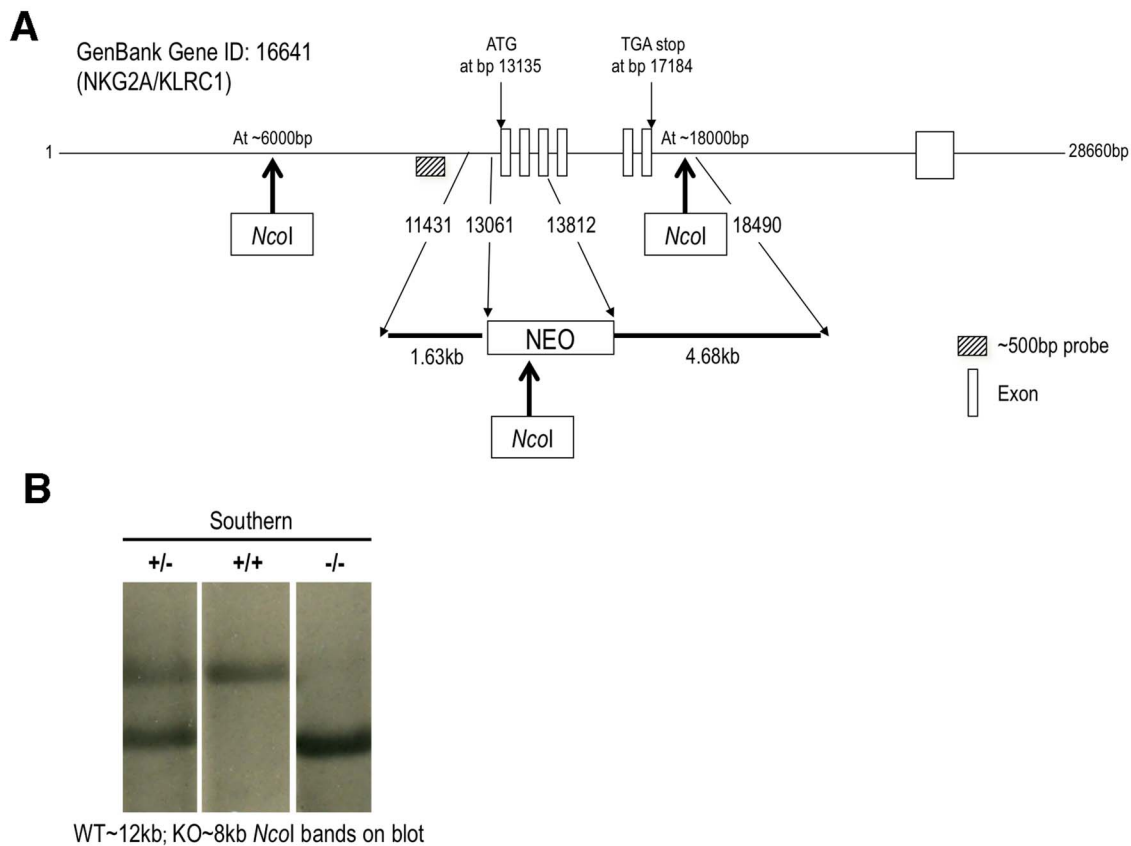 A
GenBank Gene ID: 16641
(NKG2A/KLRC1)
ATG
at bp 13135
TGA stop
at bp 17184
1
At ~6000bp
At ~18000bp
28660bp
NcoI
11431
13061
13812
NcoI
18490
NEO
1.63kb
4.68kb
NcoI
~500bp probe
Exon
B
Southern
+/-
+/+
-/-
WT~12kb; KO~8kb NcoI bands on blot